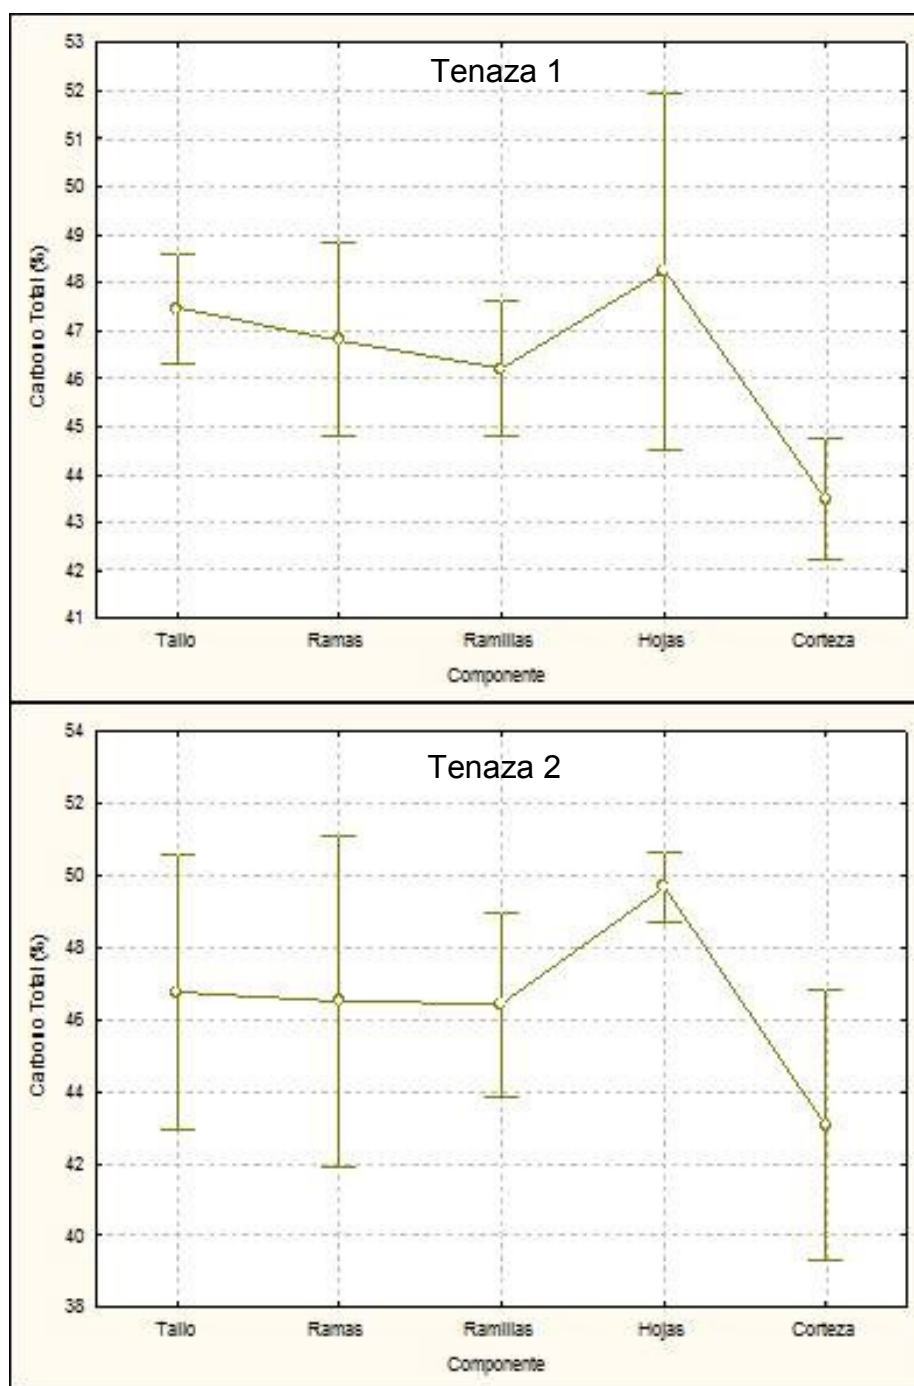 Tenaza 1
53
52
51
50
49
48
47
46
45
44
43
42
41
Carbono Total (%)
Tallo Ramas Ramillas Hojas Corteza
Componente
Tenaza 2
54
52
50
48
46
44
42
40
38
Carbono Total (%)
Tallo Ramas Ramillas Hojas Corteza
Componente